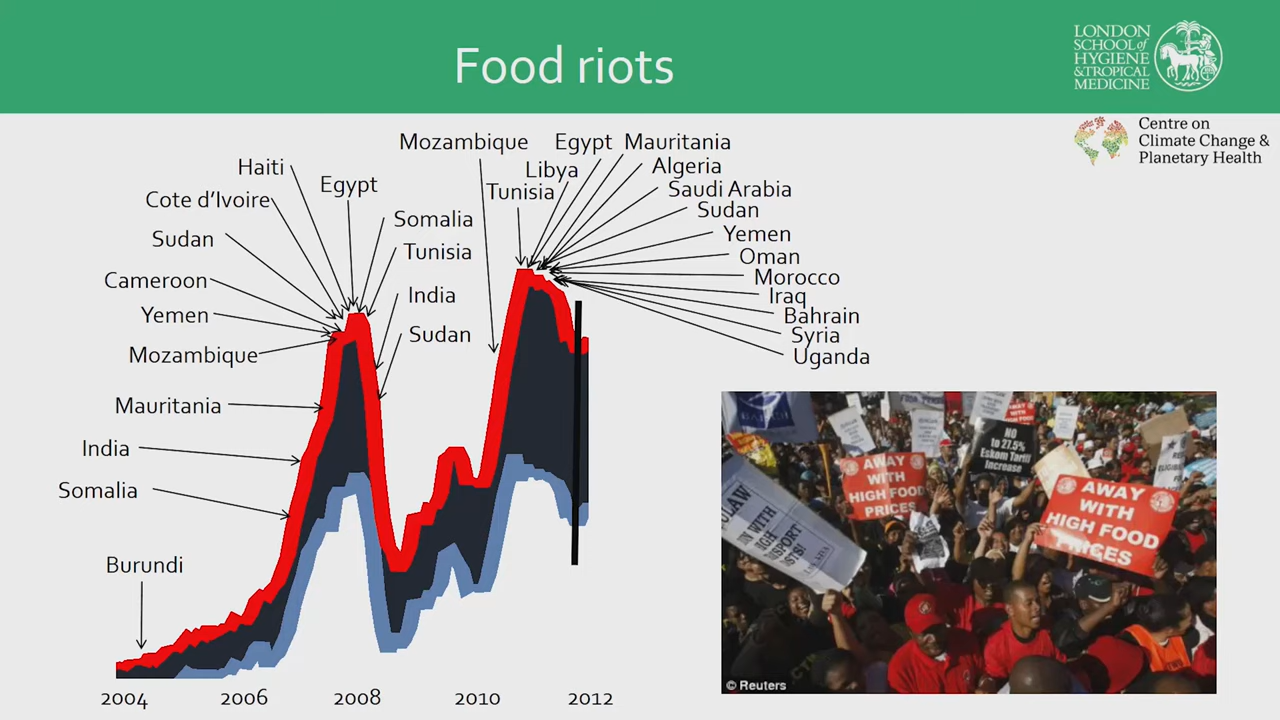 Food riots
LONDON
SCHOOL of
HYGIENE
& TROPICAL
MEDICINE
Centre on
Climate Change &
Planetary Health
Mozambique
Egypt
Mauritania
Haiti
Libya
Algeria
Egypt
Tunisia
Saudi Arabia
Cote d'Ivoire
Somalia
Sudan
Sudan
Tunisia
Yemen
Cameroon
India
Oman
Yemen
Sudan
Morocco
Mozambique
Iraq
Mauritania
Bahrain
India
Syria
Somalia
Uganda
Burundi
2004
2006
2008
2010
2012
NO
to 27.5%
Eskom Tariff
Increase
AWAY
WITH
HIGH FOOD
PRICES
AWAY
WITH
HIGH FOOD
PRICES
WITH
© Reuters